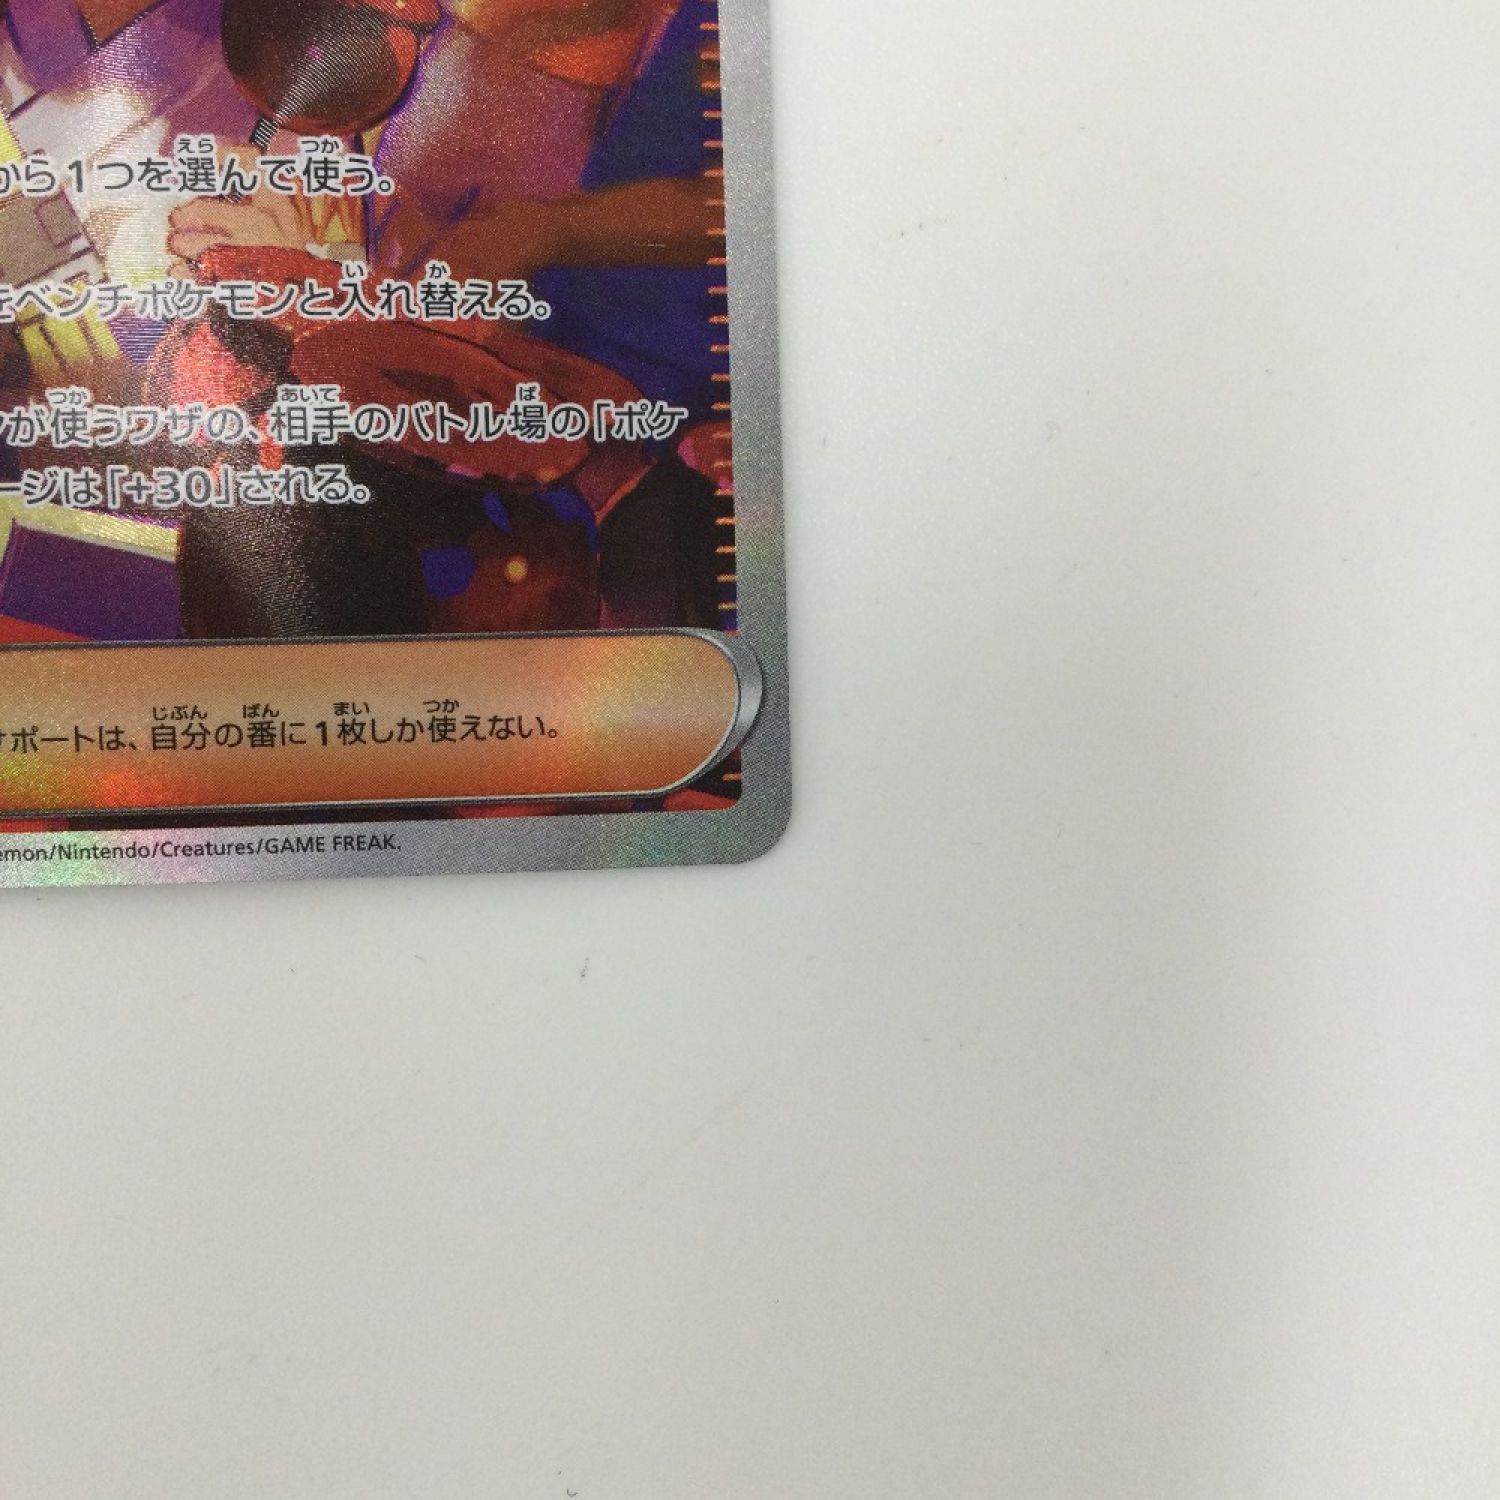 から1つを選んで使う。
をベンチポケモンと入れ替える。
が使うワザの、相手のバトル場の「ポケ
ージは「+30」される。
サポートは、自分の番に1枚しか使えない。
emon/Nintendo/Creatures/GAME FREAK.